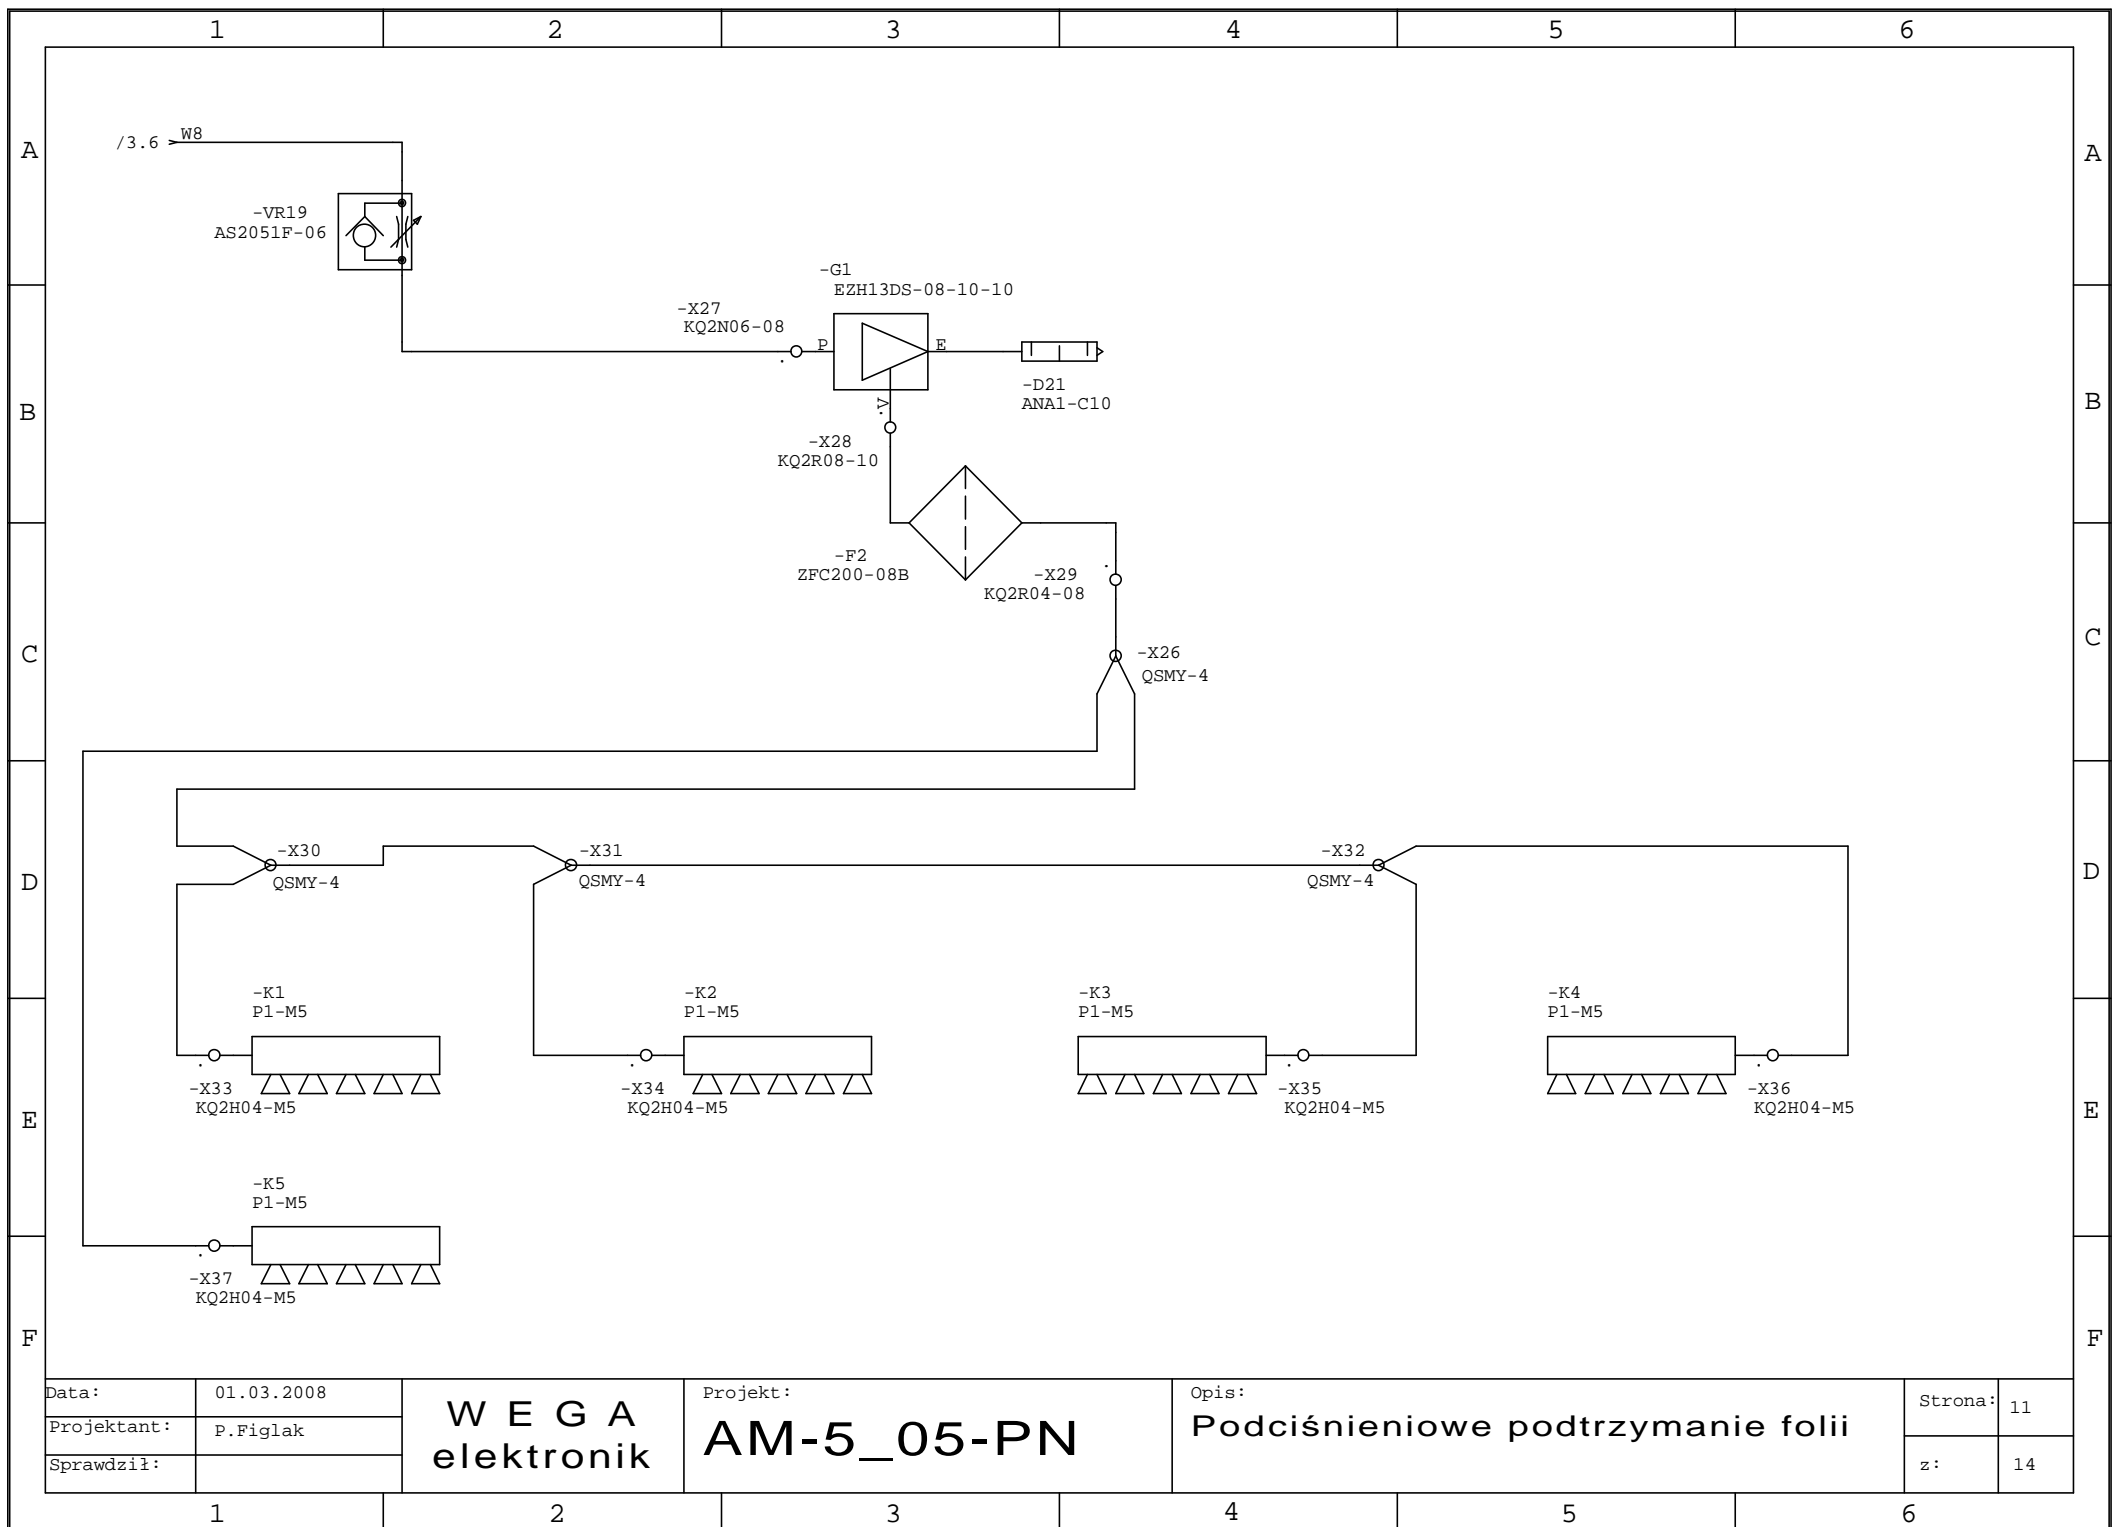 1 2 3 4 5 6
A A
/3.6 W8
-VR19
AS2051F-06
-G1
EZH13DS-08-10-10
-X27
KQ2N06-08
P E
-D21
ANA1-C10
.V
B B
-X28
KQ2R08-10
-F2
ZFC200-08B
-X29
KQ2R04-08
C C
-X26
QSMY-4
-X30
QSMY-4
-X31
QSMY-4
-X32
QSMY-4
D D
-K1
P1-M5
-K2
P1-M5
-K3
P1-M5
-K4
P1-M5
-X33
KQ2H04-M5
-X34
KQ2H04-M5
-X35
KQ2H04-M5
-X36
KQ2H04-M5
E E
-K5
P1-M5
-X37
KQ2H04-M5
F F
Data: 01.03.2008
Projektant: P.Figlak
Sprawdził:
W E G A
elektronik
Projekt:
AM-5_05-PN
Opis:
Podciśnieniowe podtrzymanie folii
Strona: 11
z: 14
1 2 3 4 5 6